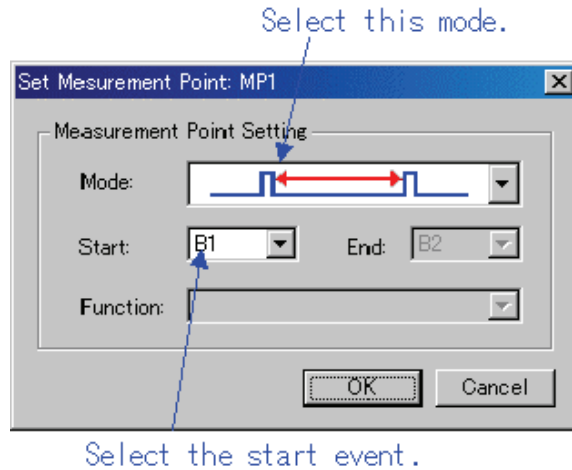 Select this mode.
Set Mesurement Point: MP1
Measurement Point Setting
Mode:
Start: B1 End: B2
Function:
OK Cancel
Select the start event.